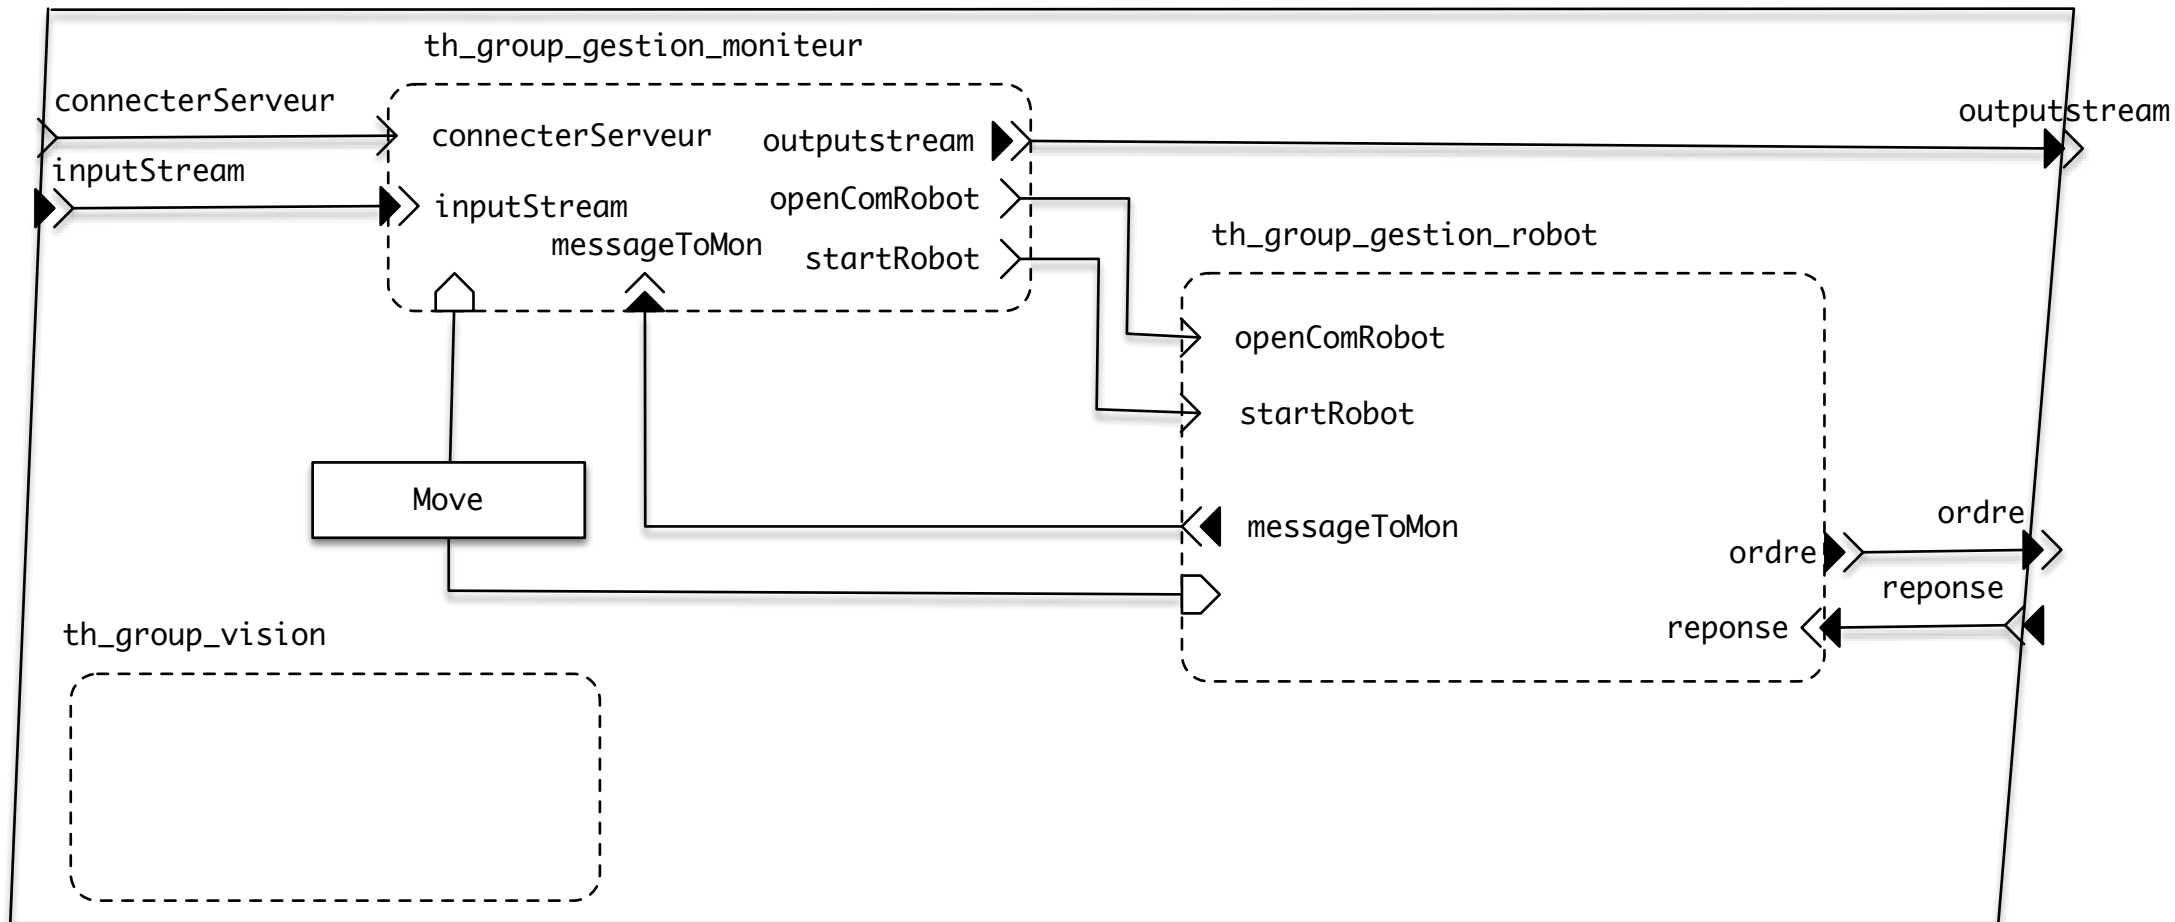 th_group_gestion_moniteur
connecterServeur
outputstream
connecterServeur
outputstream
inputStream
openComRobot
inputStream
messageToMon
th_group_gestion_robot
startRobot
openComRobot
startRobot
Move
messageToMon
ordre
ordre
reponse
th_group_vision
reponse